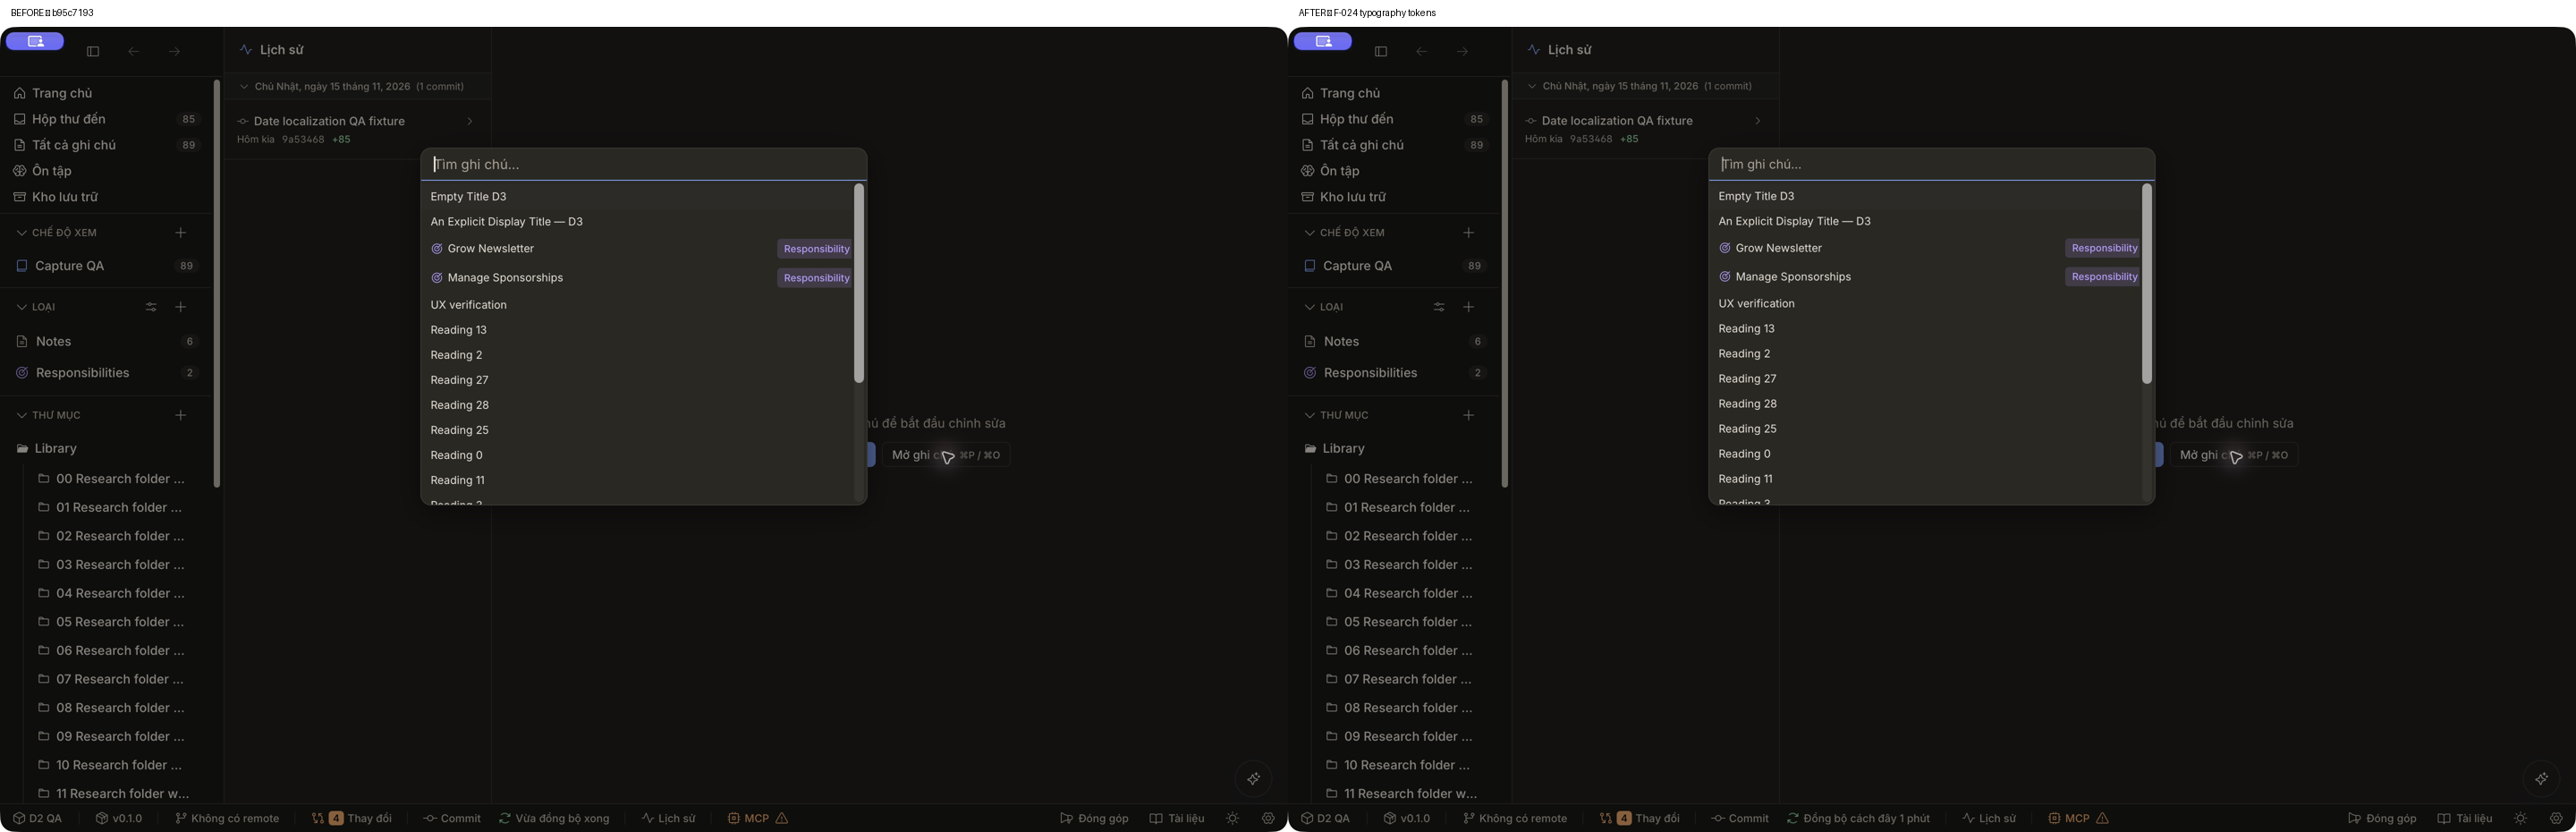 BEFORE b95c7193
Lịch sử
Chủ Nhật, ngày 15 tháng 11, 2026 (1 commit)
Date localization QA fixture
Hôm kia 9a53468 +85
Trang chủ
Hộp thư đến 85
Tất cả ghi chú 89
Ôn tập
Kho lưu trữ
CHẾ ĐỘ XEM
Capture QA 89
LOẠI
Notes 6
Responsibilities 2
THƯ MỤC
Library
00 Research folder ...
01 Research folder ...
02 Research folder ...
03 Research folder ...
04 Research folder ...
05 Research folder ...
06 Research folder ...
07 Research folder ...
08 Research folder ...
09 Research folder ...
10 Research folder ...
11 Research folder w...
Tìm ghi chú...
Empty Title D3
An Explicit Display Title — D3
Grow Newsletter Responsibility
Manage Sponsorships Responsibility
UX verification
Reading 13
Reading 2
Reading 27
Reading 28
Reading 25
Reading 0
Reading 11
để bắt đầu chỉnh sửa
Mở ghi ⌘P / ⌘O
D2 QA v0.1.0 Không có remote 4 Thay đổi Commit Vừa đồng bộ xong Lịch sử MCP Đóng góp Tài liệu
AFTER F-024 typography tokens
Lịch sử
Chủ Nhật, ngày 15 tháng 11, 2026 (1 commit)
Date localization QA fixture
Hôm kia 9a53468 +85
Trang chủ
Hộp thư đến 85
Tất cả ghi chú 89
Ôn tập
Kho lưu trữ
CHẾ ĐỘ XEM
Capture QA 89
LOẠI
Notes 6
Responsibilities 2
THƯ MỤC
Library
00 Research folder ...
01 Research folder ...
02 Research folder ...
03 Research folder ...
04 Research folder ...
05 Research folder ...
06 Research folder ...
07 Research folder ...
08 Research folder ...
09 Research folder ...
10 Research folder ...
11 Research folder w...
Tìm ghi chú...
Empty Title D3
An Explicit Display Title — D3
Grow Newsletter Responsibility
Manage Sponsorships Responsibility
UX verification
Reading 13
Reading 2
Reading 27
Reading 28
Reading 25
Reading 0
Reading 11
Reading 3
để bắt đầu chỉnh sửa
Mở ghi ⌘P / ⌘O
D2 QA v0.1.0 Không có remote 4 Thay đổi Commit Đồng bộ cách đây 1 phút Lịch sử MCP Đóng góp Tài liệu